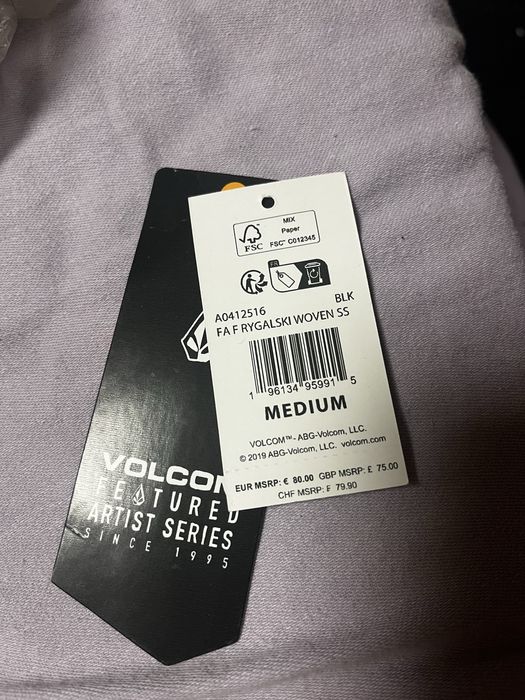 MIX
Paper
FSC
FSC® C012345
FR
A0412516 BLK
FA F RYGALSKI WOVEN SS
1 96134 95991 5
MEDIUM
VOLCOM™- ABG-Volcom, LLC.
© 2019 ABG-Volcom, LLC. volcom.com
EUR MSRP: € 80.00 GBP MSRP: £ 75.00
CHF MSRP: ₣ 79.90
VOLCOM
FEATURED
ARTIST SERIES
SINCE 1995